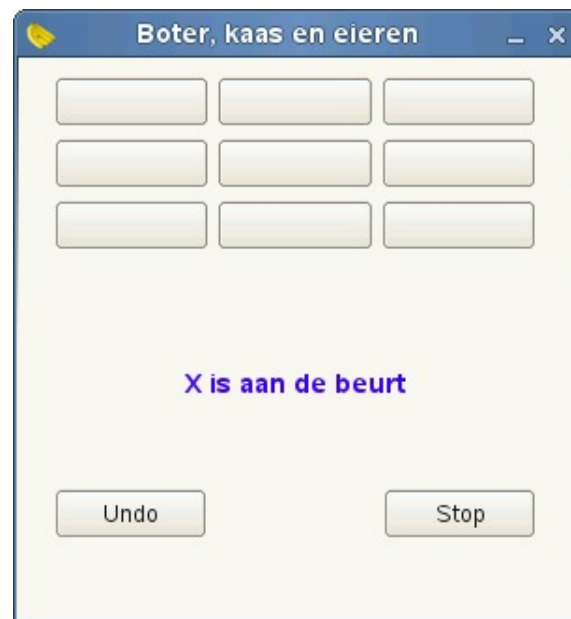 Boter, kaas en eieren
X is aan de beurt
Undo Stop